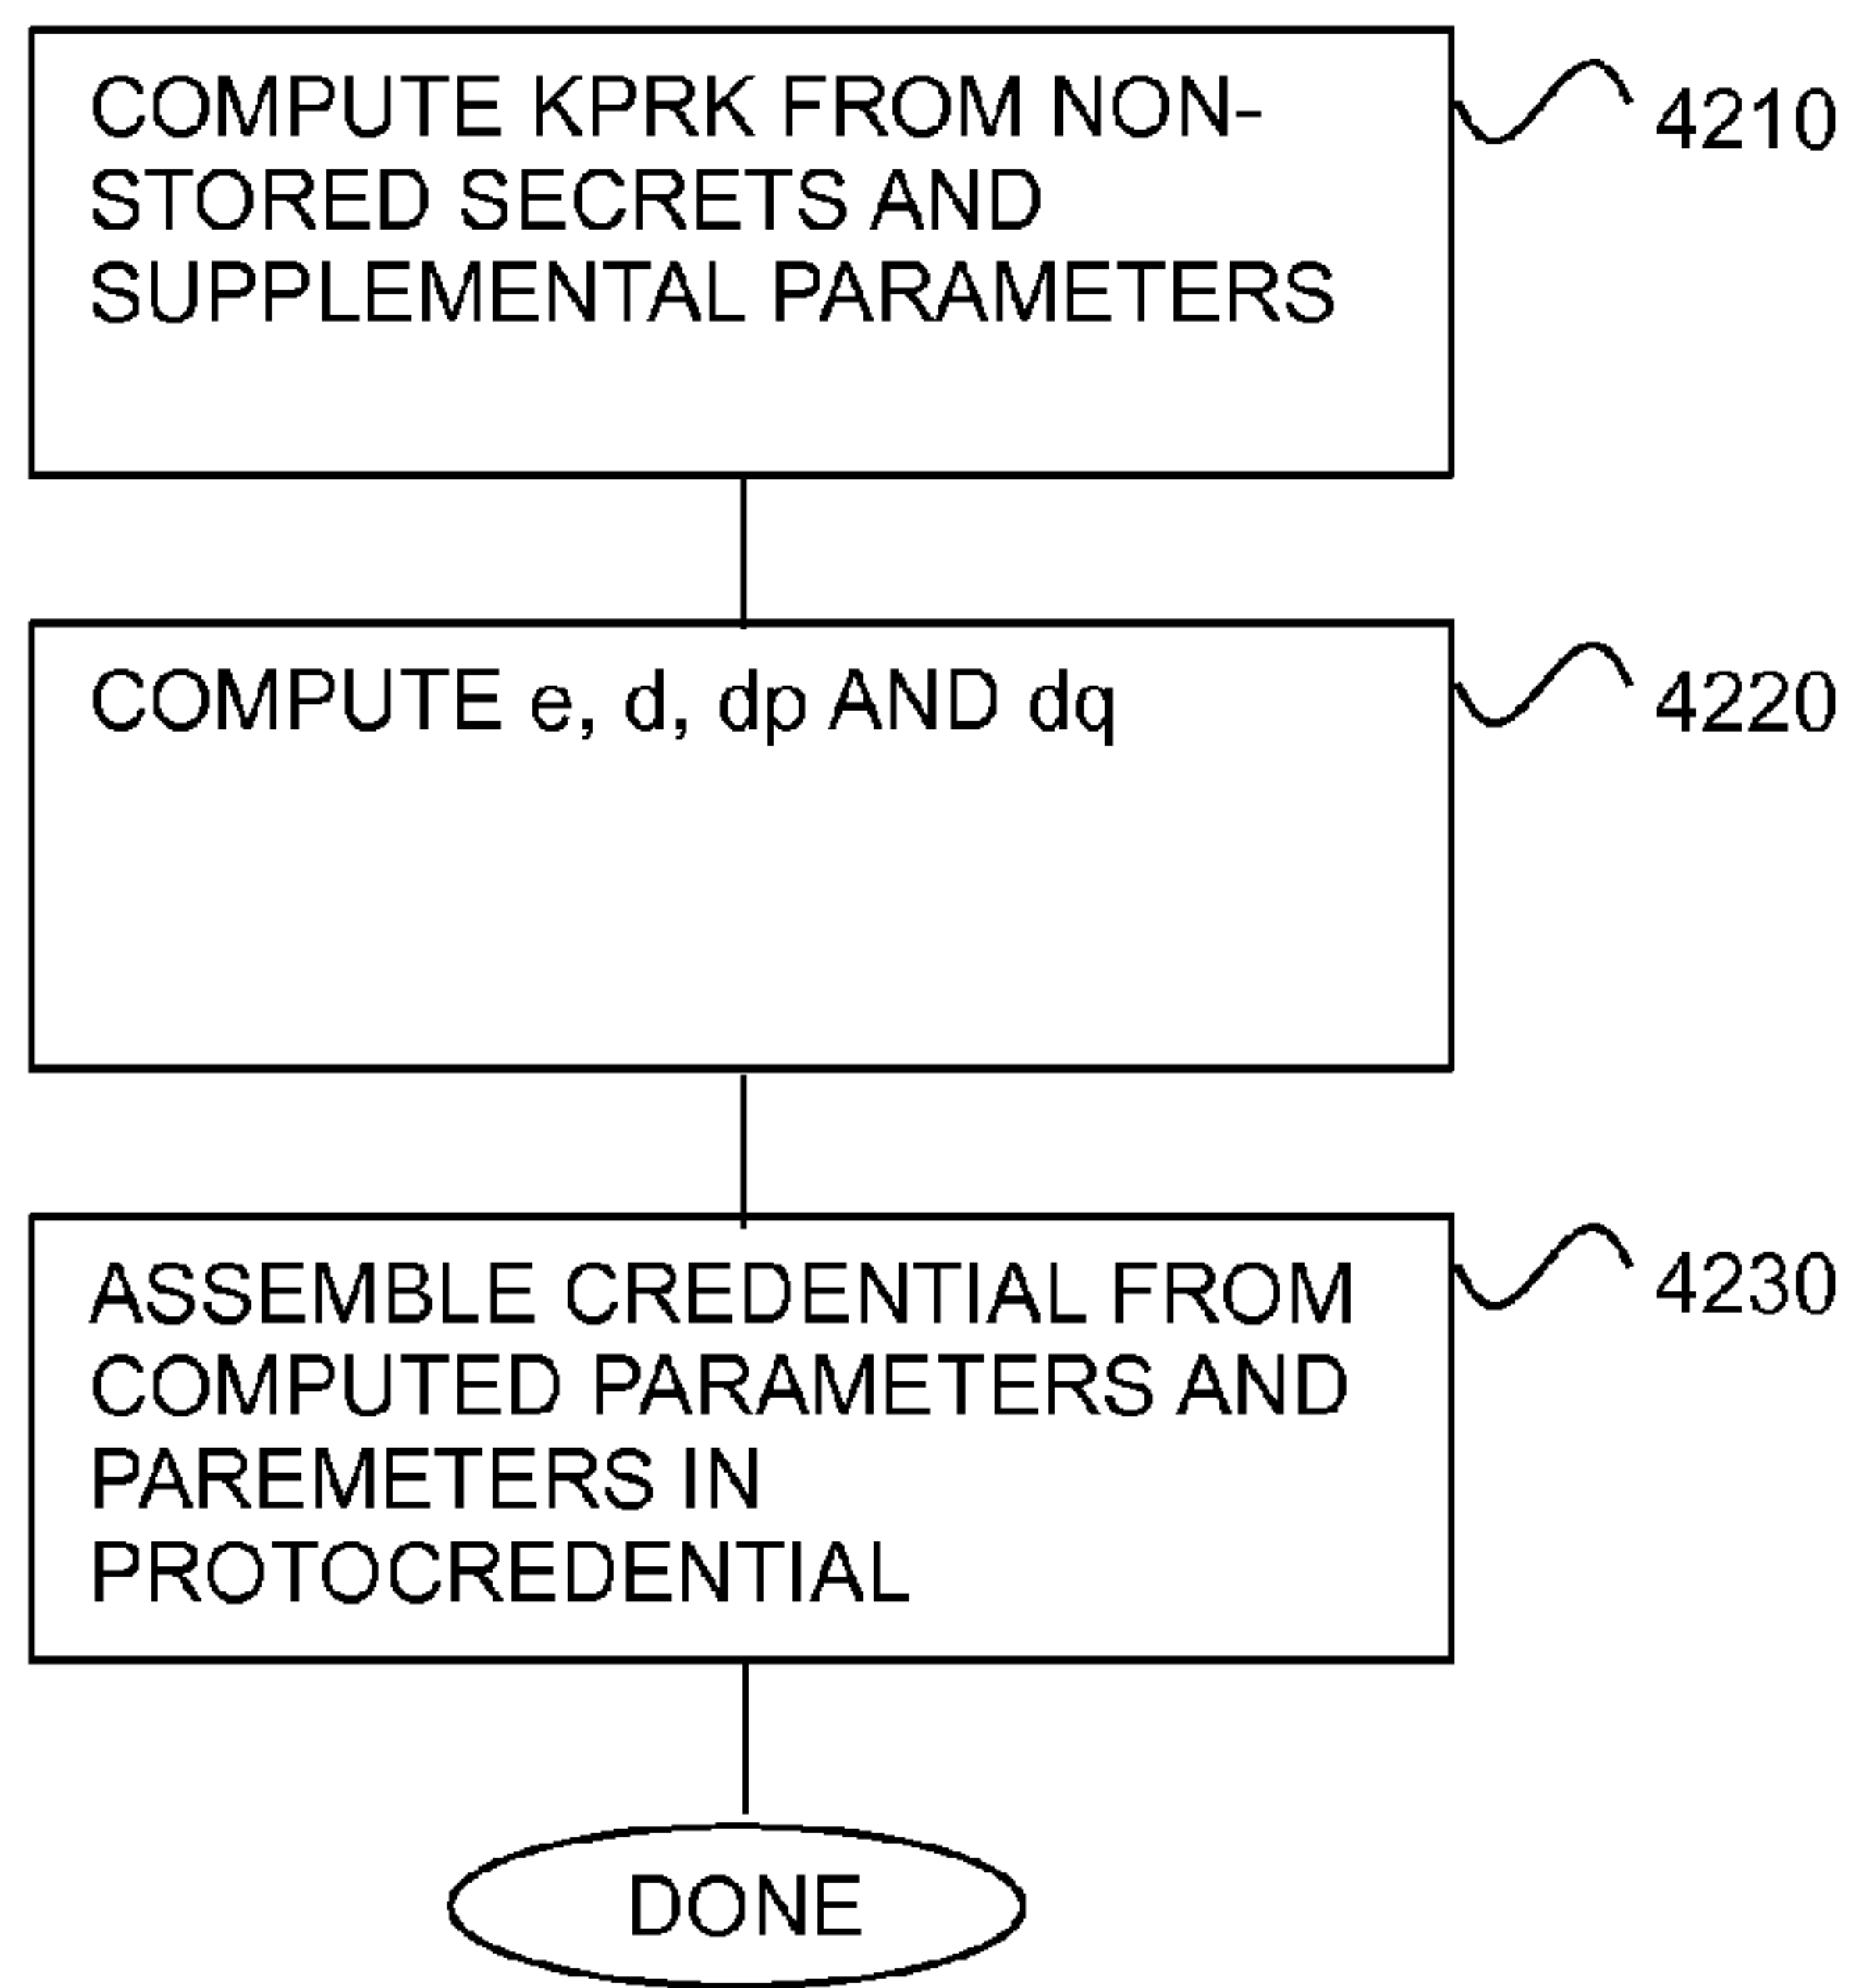 COMPUTE KPRK FROM NON-
STORED SECRETS AND
SUPPLEMENTAL PARAMETERS
4210
COMPUTE e, d, dp AND dq
4220
ASSEMBLE CREDENTIAL FROM
COMPUTED PARAMETERS AND
PAREMETERS IN
PROTOCREDENTIAL
4230
DONE